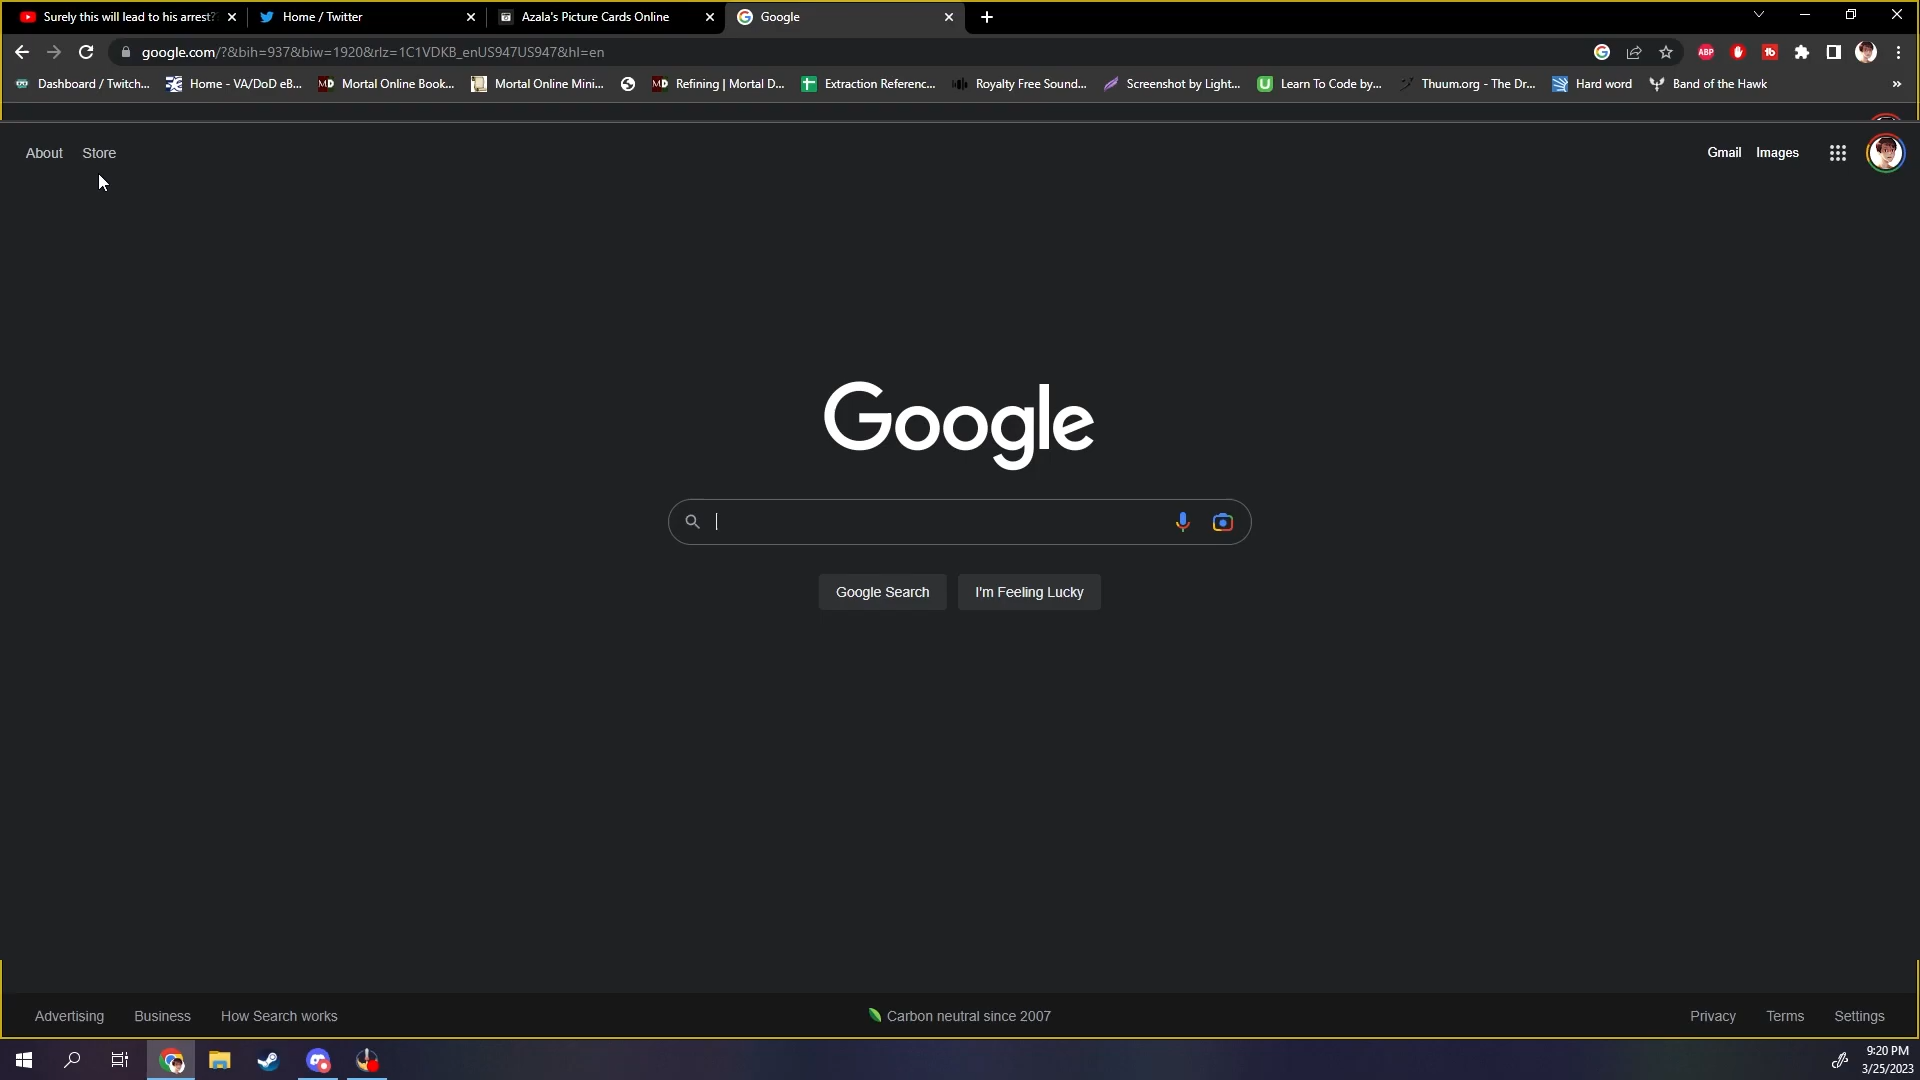 Surely this will lead to his arrest?
Home / Twitter
Azala's Picture Cards Online
Google
google.com/?&bih=937&biw=1920&rlz=1C1VDKB_enUS947US947&hl=en
ABP
Dashboard / Twitch...
Home - VA/DoD eB...
MD Mortal Online Book...
Mortal Online Mini...
MD Refining | Mortal D...
Extraction Referenc...
Royalty Free Sound...
Screenshot by Light...
Learn To Code by...
Thuum.org - The Dr...
Hard word
Band of the Hawk
»
About
Store
Gmail
Images
Google
Google Search
I'm Feeling Lucky
Advertising
Business
How Search works
Carbon neutral since 2007
Privacy
Terms
Settings
9:20 PM
3/25/2023